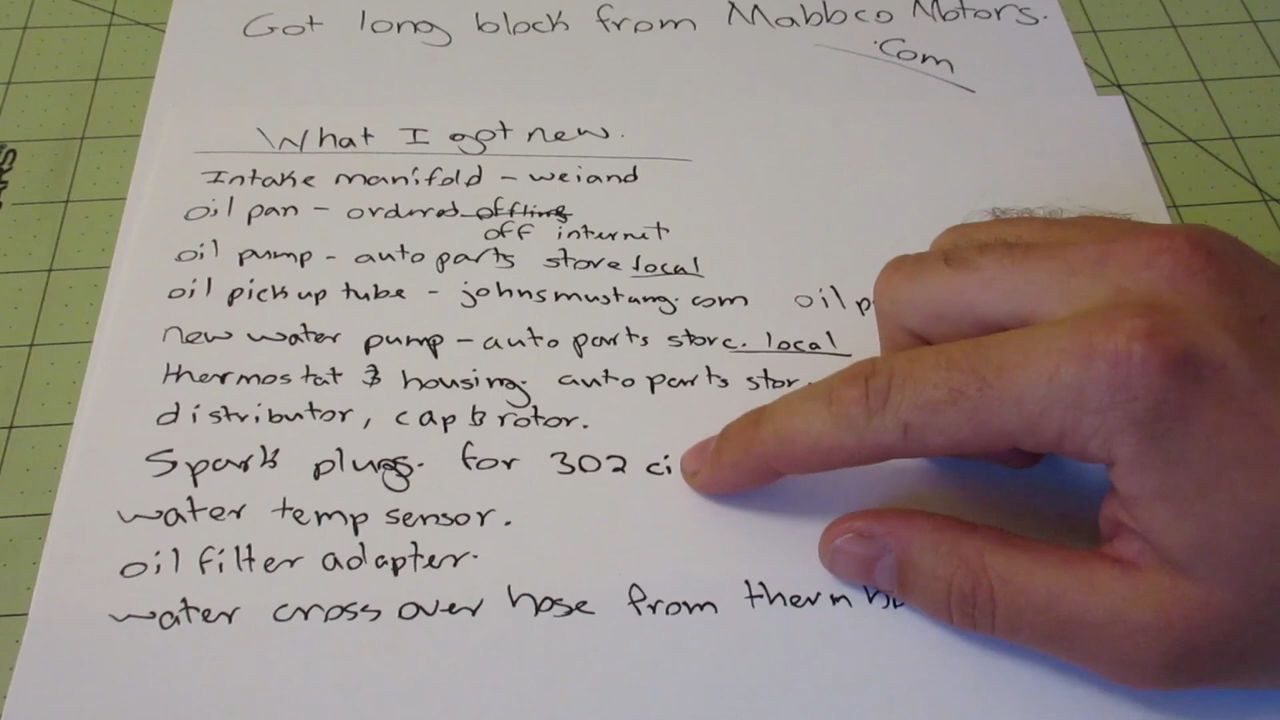 Got long block from Mabbco Motors.
.Com
What I got new.
Intake manifold - weiand
oil pan - ordered offline
off internet
oil pump - auto parts store local
oil pickup tube - johnsmustang.com oil p
new water pump - auto parts store. local
thermostat & housing. auto parts stor
distributor, cap & rotor.
Spark plugs. for 302 ci
water temp sensor.
oil filter adapter.
water cross over hose from therm